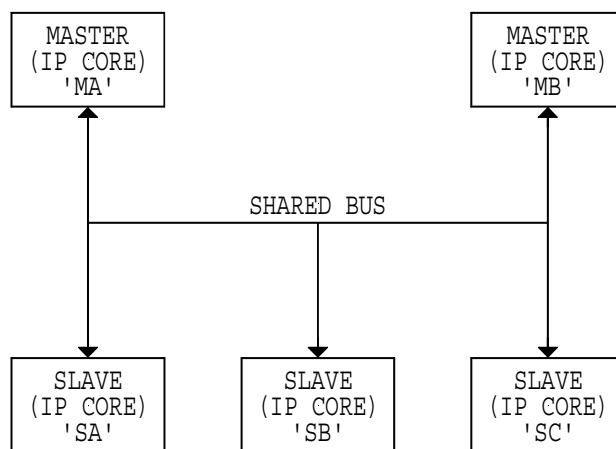 MASTER
(IP CORE)
'MA'
MASTER
(IP CORE)
'MB'
SHARED BUS
SLAVE
(IP CORE)
'SA'
SLAVE
(IP CORE)
'SB'
SLAVE
(IP CORE)
'SC'